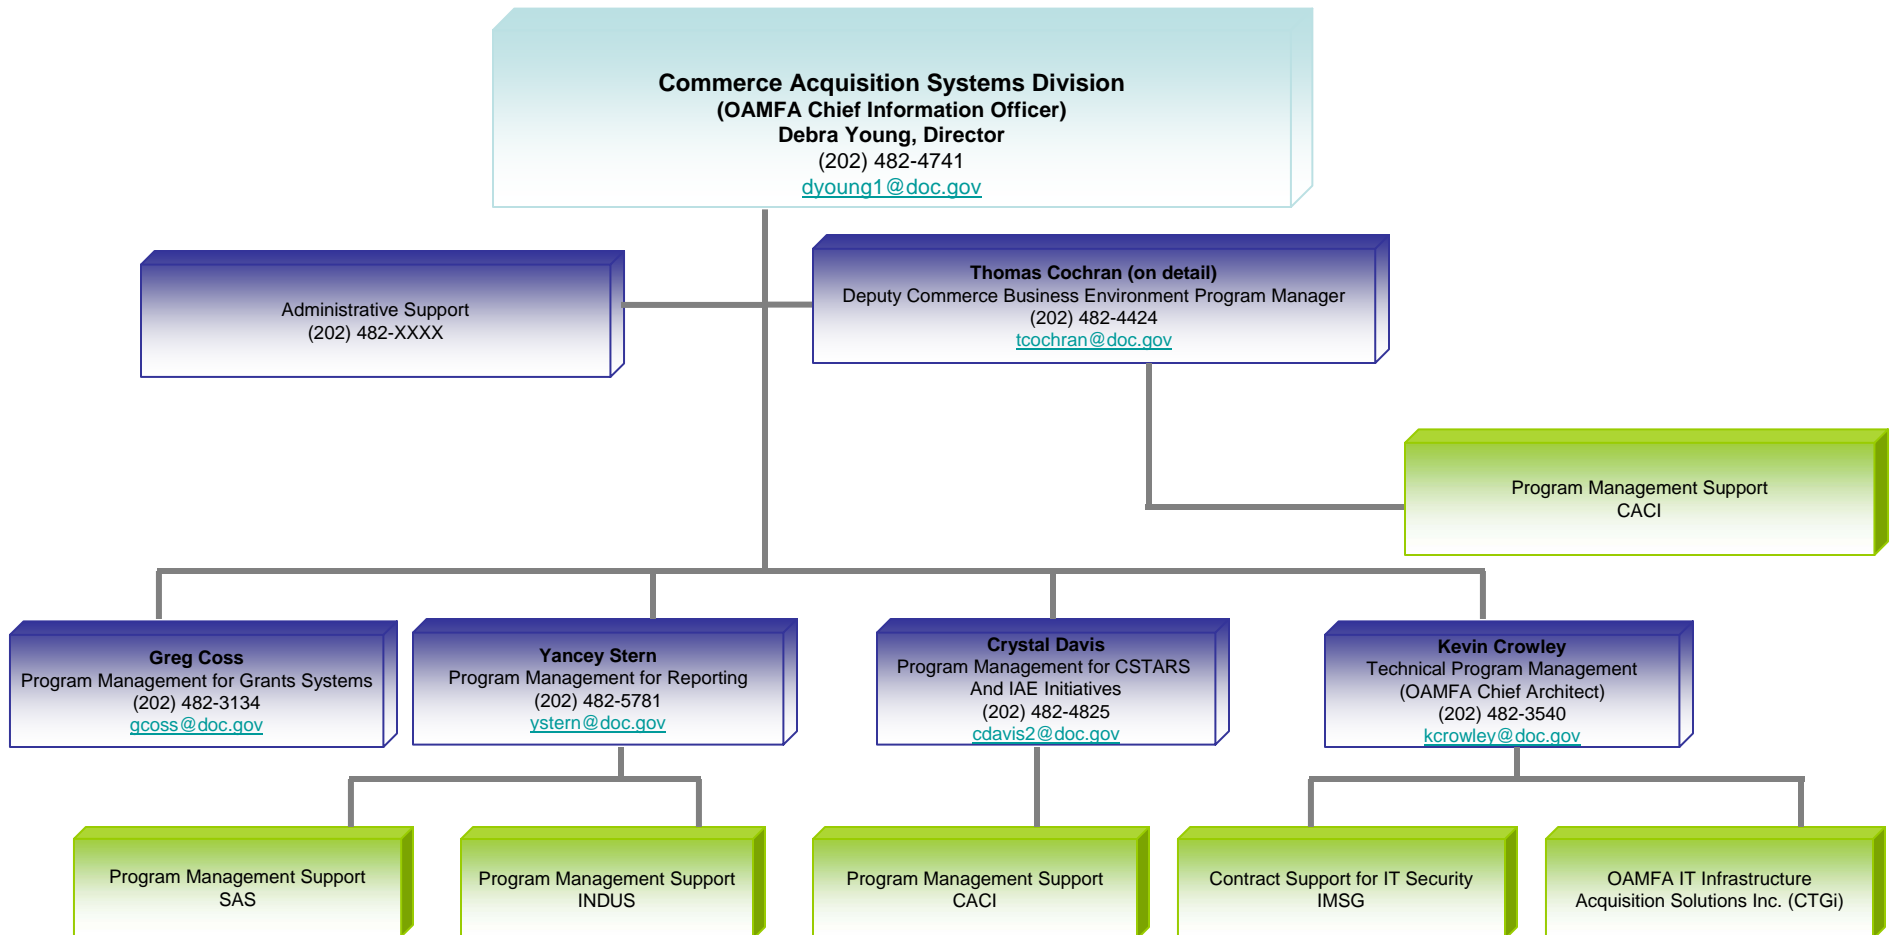 Commerce Acquisition Systems Division
(OAMFA Chief Information Officer)
Debra Young, Director
(202) 482-4741
dyoung1@doc.gov
Administrative Support
(202) 482-XXXX
Thomas Cochran (on detail)
Deputy Commerce Business Environment Program Manager
(202) 482-4424
tcochran@doc.gov
Program Management Support
CACI
Greg Coss
Program Management for Grants Systems
(202) 482-3134
gcoss@doc.gov
Yancey Stern
Program Management for Reporting
(202) 482-5781
ystern@doc.gov
Crystal Davis
Program Management for CSTARS
And IAE Initiatives
(202) 482-4825
cdavis2@doc.gov
Kevin Crowley
Technical Program Management
(OAMFA Chief Architect)
(202) 482-3540
kcrowley@doc.gov
Program Management Support
SAS
Program Management Support
INDUS
Program Management Support
CACI
Contract Support for IT Security
IMSG
OAMFA IT Infrastructure
Acquisition Solutions Inc. (CTGi)